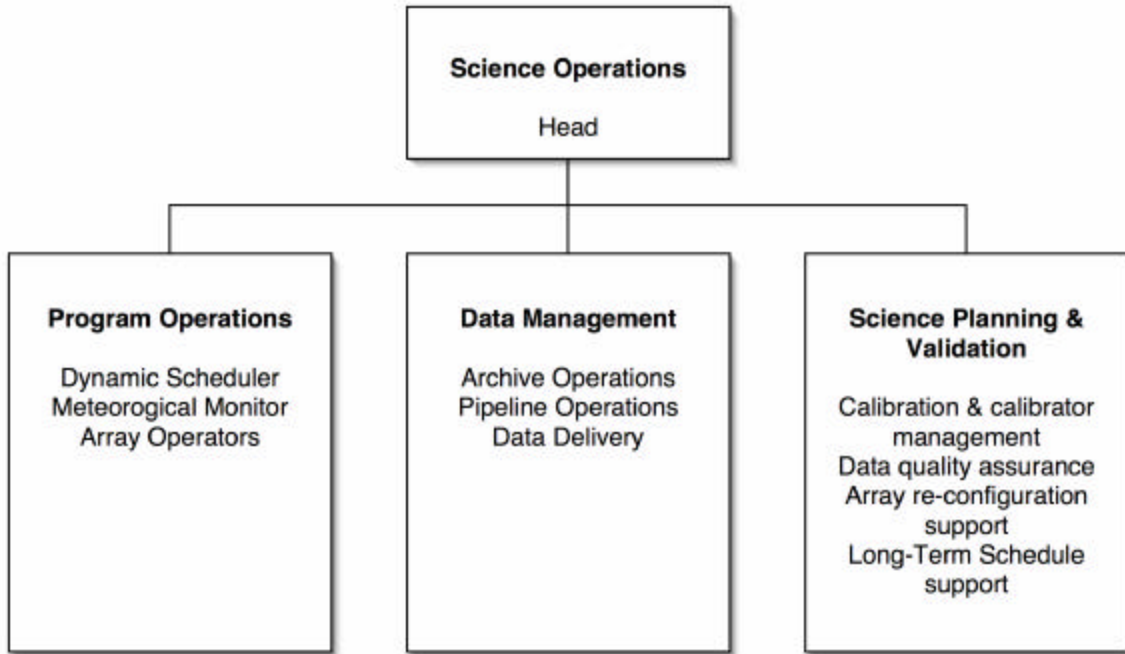 Science Operations
Head
Program Operations
Dynamic Scheduler
Meteorogical Monitor
Array Operators
Data Management
Archive Operations
Pipeline Operations
Data Delivery
Science Planning &
Validation
Calibration & calibrator
management
Data quality assurance
Array re-configuration
support
Long-Term Schedule
support